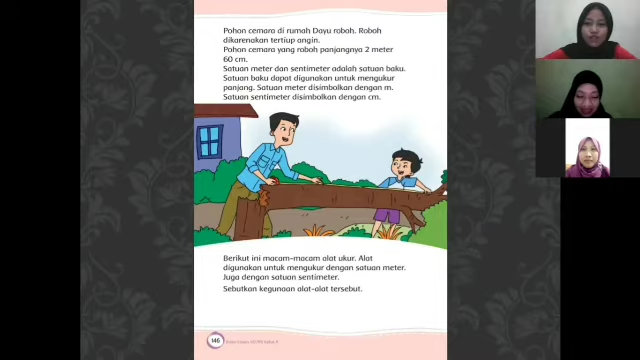 Pohon cemara di rumah Dayu roboh. Roboh
dikarenakan tertiup angin.
Pohon cemara yang roboh panjangnya 2 meter
60 cm.
Satuan meter dan sentimeter adalah satuan baku.
Satuan baku dapat digunakan untuk mengukur
panjang. Satuan meter disimbolkan dengan m.
Satuan sentimeter disimbolkan dengan cm.
Berikut ini macam-macam alat ukur. Alat
digunakan untuk mengukur dengan satuan meter.
Juga dengan satuan sentimeter.
Sebutkan kegunaan alat-alat tersebut.
146